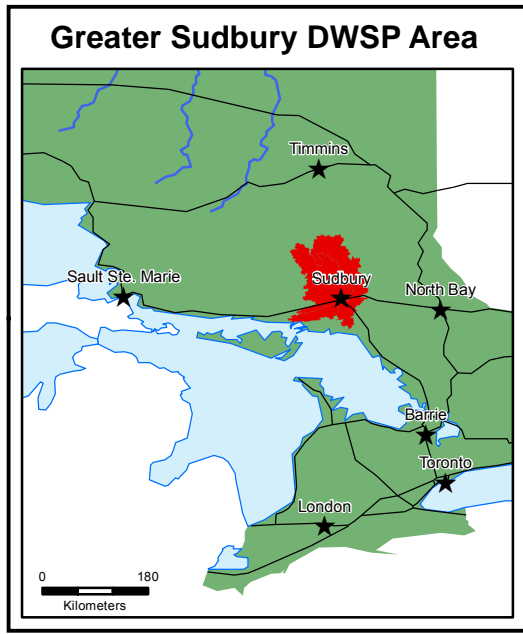 Greater Sudbury DWSP Area
Timmins
Sault Ste. Marie
Sudbury
North Bay
Barrie
Toronto
London
0 180
Kilometers